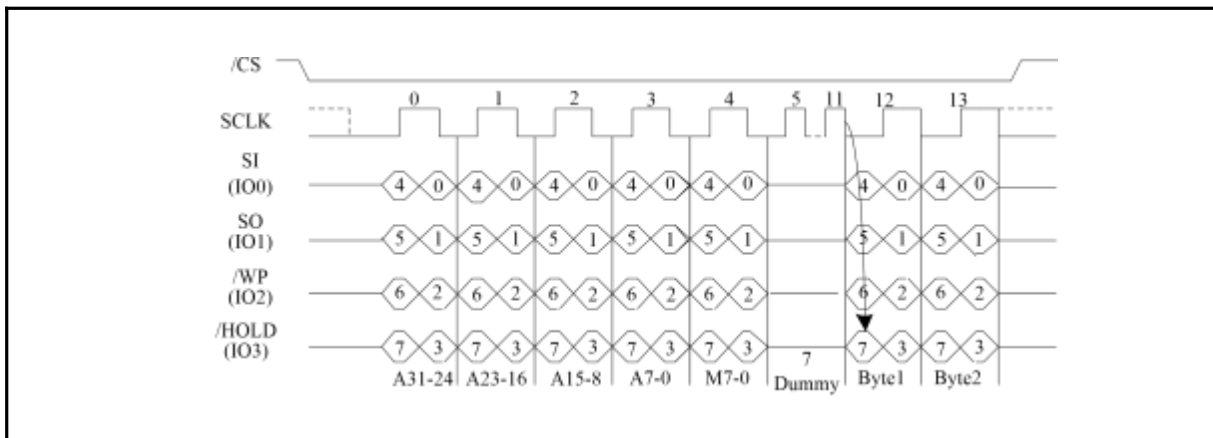 /CS
0 1 2 3 4 5 11 12 13
SCLK
SI
(IO0) 4 0 4 0 4 0 4 0 4 0 4 0 4 0
SO
(IO1) 5 1 5 1 5 1 5 1 5 1 5 1 5 1
/WP
(IO2) 6 2 6 2 6 2 6 2 6 2 6 2 6 2
/HOLD
(IO3) 7 3 7 3 7 3 7 3 7 3 7 3 7 3
7
A31-24 A23-16 A15-8 A7-0 M7-0 Dummy Byte1 Byte2